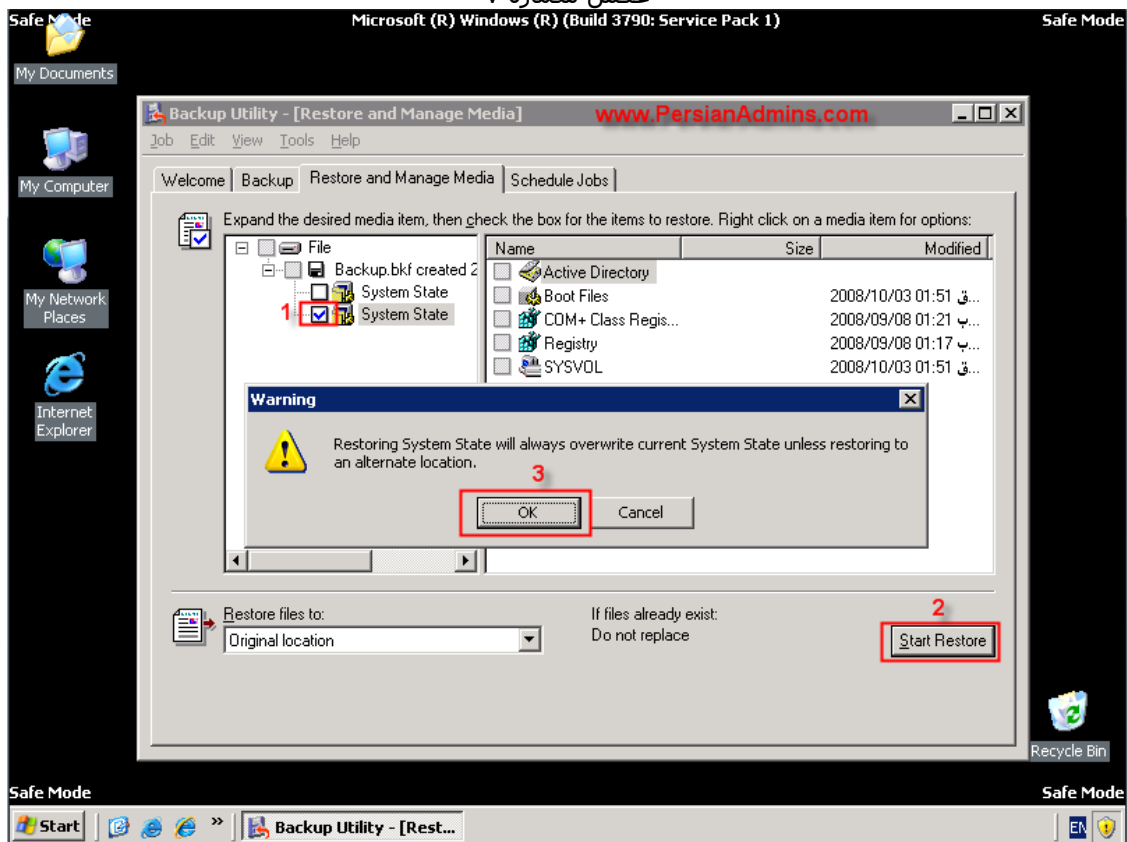 عکس شماره ۷
Safe Mode
Microsoft (R) Windows (R) (Build 3790: Service Pack 1)
Safe Mode
My Documents
My Computer
My Network
Places
Internet
Explorer
Backup Utility - [Restore and Manage Media]
www.PersianAdmins.com
Job Edit View Tools Help
Welcome
Backup
Restore and Manage Media
Schedule Jobs
Expand the desired media item, then check the box for the items to restore. Right click on a media item for options:
File
Backup.bkf created 2
System State
1
System State
Name Size Modified
Active Directory
Boot Files 2008/10/03 01:51 ق...
COM+ Class Regis... 2008/09/08 01:21 ب...
Registry 2008/09/08 01:17 ب...
SYSVOL 2008/10/03 01:51 ق...
Warning
Restoring System State will always overwrite current System State unless restoring to
an alternate location.
3
OK
Cancel
Restore files to:
Original location
If files already exist:
Do not replace
2
Start Restore
Recycle Bin
Safe Mode
Safe Mode
Start
»
Backup Utility - [Rest...
EN